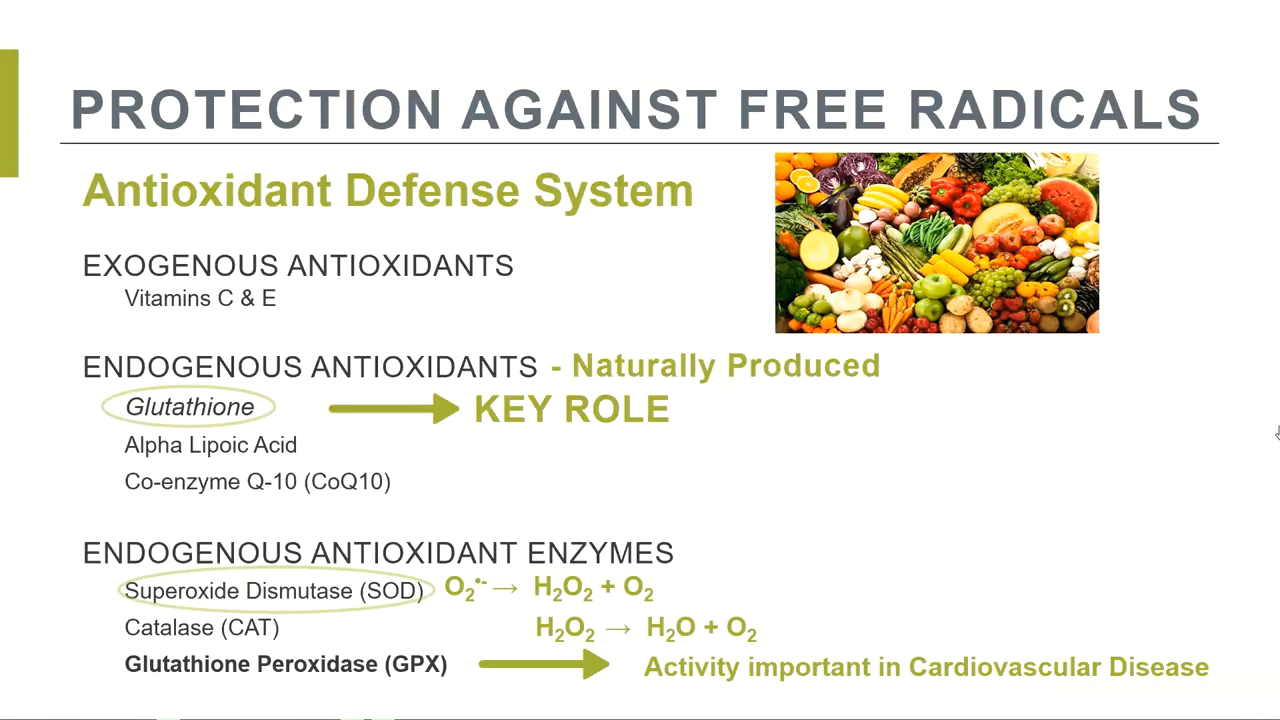 PROTECTION AGAINST FREE RADICALS
Antioxidant Defense System
EXOGENOUS ANTIOXIDANTS
Vitamins C & E
ENDOGENOUS ANTIOXIDANTS - Naturally Produced
Glutathione → KEY ROLE
Alpha Lipoic Acid
Co-enzyme Q-10 (CoQ10)
ENDOGENOUS ANTIOXIDANT ENZYMES
Superoxide Dismutase (SOD) O₂•- → H₂O₂ + O₂
Catalase (CAT) H₂O₂ → H₂O + O₂
Glutathione Peroxidase (GPX) → Activity important in Cardiovascular Disease